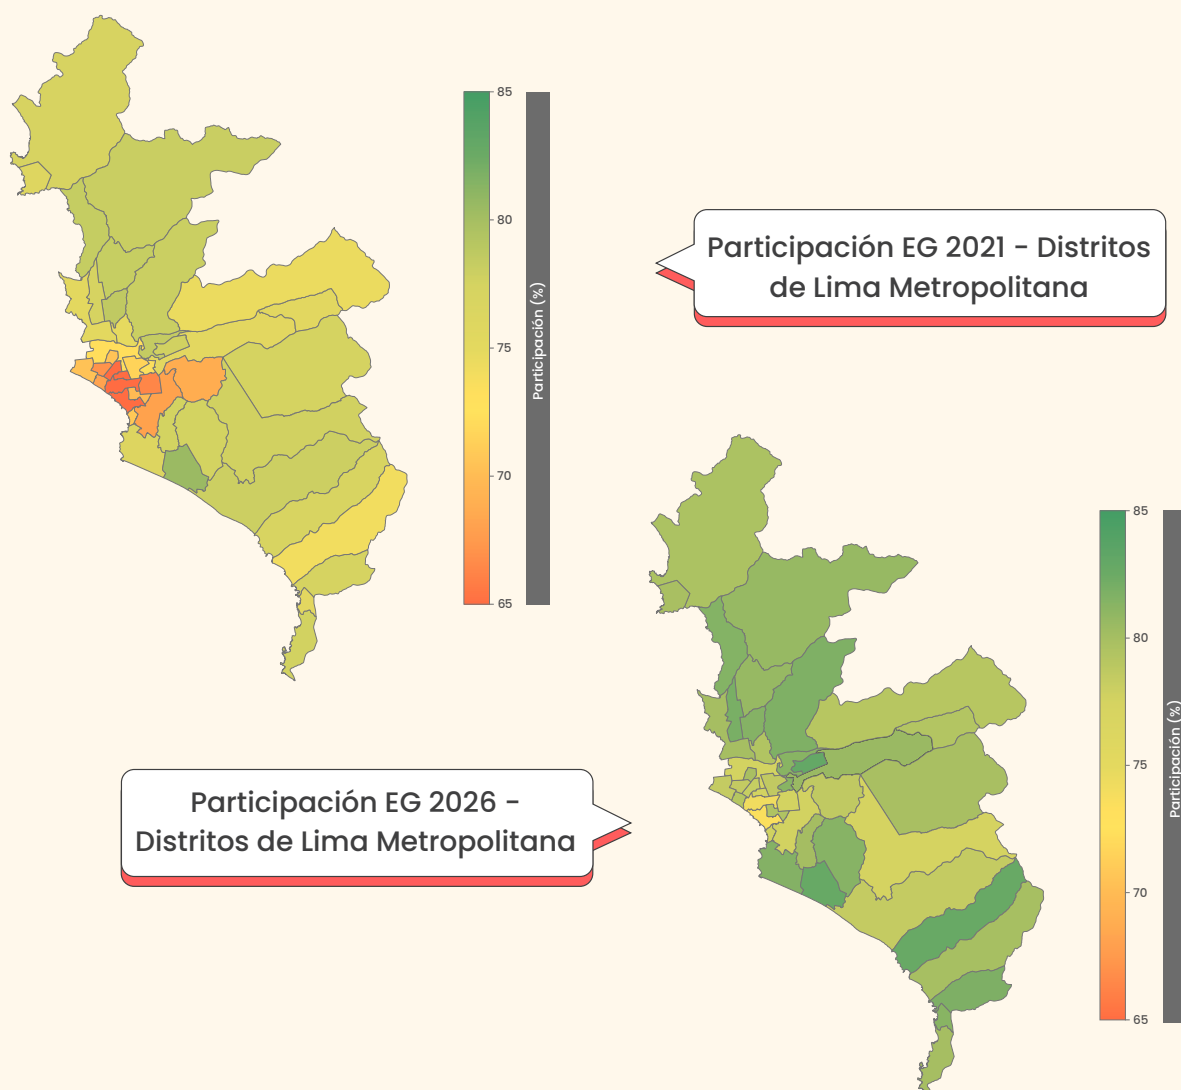 85
80
75
70
65
Participación (%)
Participación EG 2021 - Distritos
de Lima Metropolitana
85
80
75
70
65
Participación (%)
Participación EG 2026 -
Distritos de Lima Metropolitana